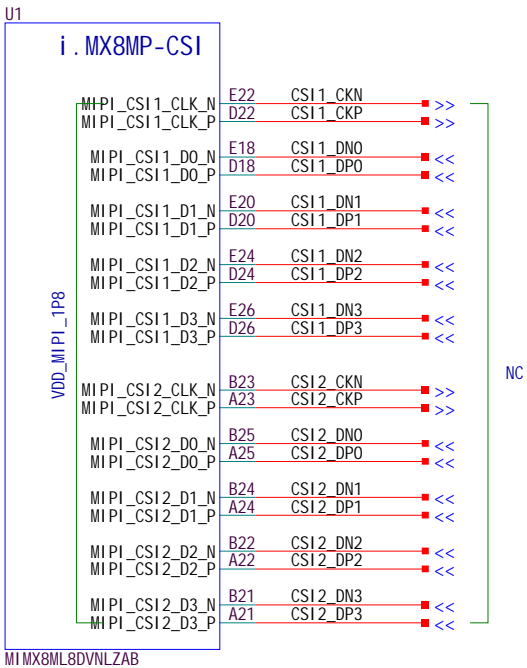 U1
i.MX8MP-CSI
MIPI_CSI1_CLK_N E22 CSI1_CKN >>
MIPI_CSI1_CLK_P D22 CSI1_CKP >>
MIPI_CSI1_D0_N E18 CSI1_DN0 <<
MIPI_CSI1_D0_P D18 CSI1_DP0 <<
MIPI_CSI1_D1_N E20 CSI1_DN1 <<
MIPI_CSI1_D1_P D20 CSI1_DP1 <<
MIPI_CSI1_D2_N E24 CSI1_DN2 <<
MIPI_CSI1_D2_P D24 CSI1_DP2 <<
MIPI_CSI1_D3_N E26 CSI1_DN3 <<
MIPI_CSI1_D3_P D26 CSI1_DP3 <<
VDD_MIPI_1P8
NC
MIPI_CSI2_CLK_N B23 CSI2_CKN >>
MIPI_CSI2_CLK_P A23 CSI2_CKP >>
MIPI_CSI2_D0_N B25 CSI2_DN0 <<
MIPI_CSI2_D0_P A25 CSI2_DP0 <<
MIPI_CSI2_D1_N B24 CSI2_DN1 <<
MIPI_CSI2_D1_P A24 CSI2_DP1 <<
MIPI_CSI2_D2_N B22 CSI2_DN2 <<
MIPI_CSI2_D2_P A22 CSI2_DP2 <<
MIPI_CSI2_D3_N B21 CSI2_DN3 <<
MIPI_CSI2_D3_P A21 CSI2_DP3 <<
MIMX8ML8DVNLZAB